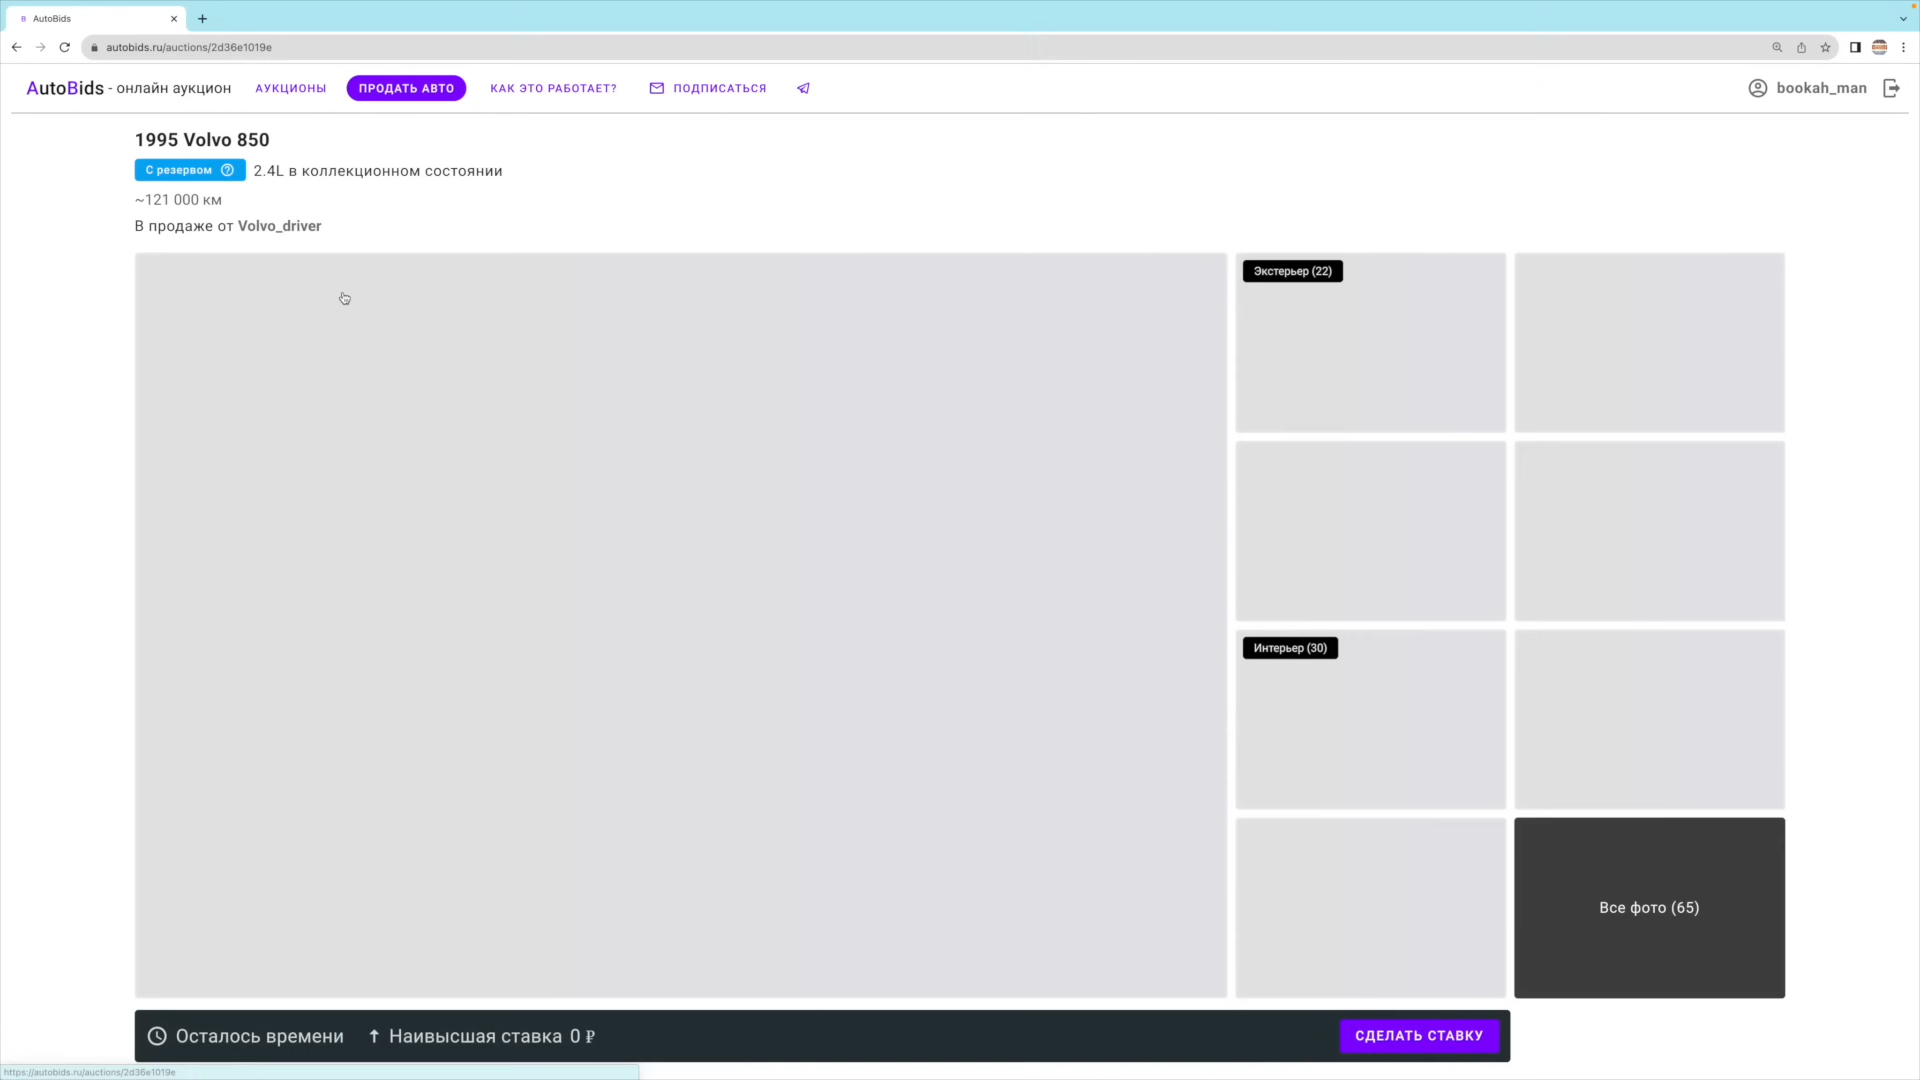 AutoBids
autobids.ru/auctions/2d36e1019e
AutoBids - онлайн аукцион АУКЦИОНЫ ПРОДАТЬ АВТО КАК ЭТО РАБОТАЕТ? ПОДПИСАТЬСЯ bookah_man
1995 Volvo 850
С резервом 2.4L в коллекционном состоянии
~121 000 км
В продаже от Volvo_driver
Экстерьер (22)
Интерьер (30)
Все фото (65)
Осталось времени Наивысшая ставка 0 ₽ СДЕЛАТЬ СТАВКУ
https://autobids.ru/auctions/2d36e1019e